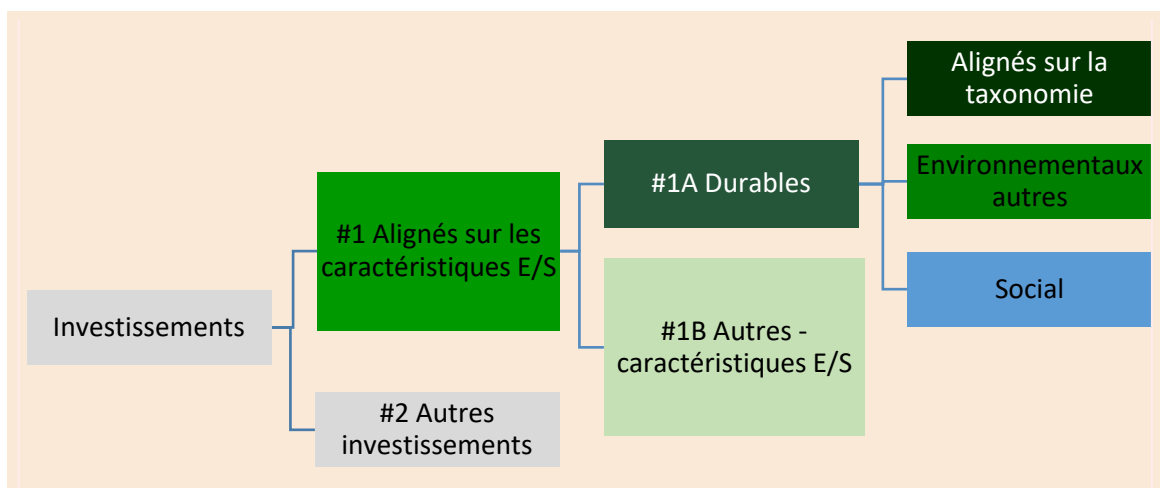 Investissements
#1 Alignés sur les
caractéristiques E/S
#2 Autres
investissements
#1A Durables
#1B Autres -
caractéristiques E/S
Alignés sur la
taxonomie
Environnementaux
autres
Social